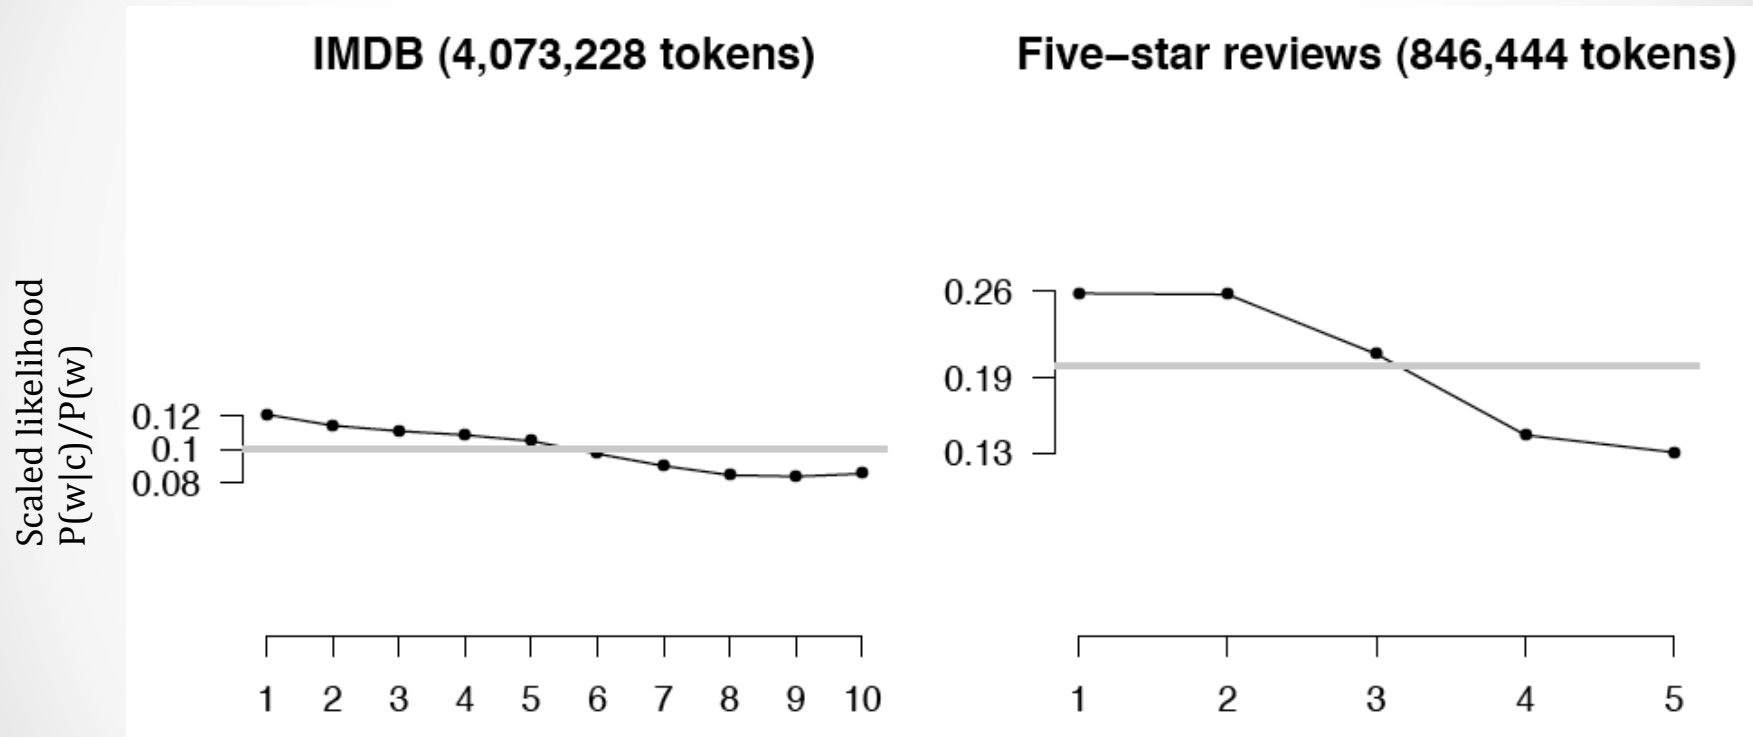 Scaled likelihood
P(w|c)/P(w)
IMDB (4,073,228 tokens)
0.12
0.1
0.08
1 2 3 4 5 6 7 8 9 10
Five–star reviews (846,444 tokens)
0.26
0.19
0.13
1 2 3 4 5